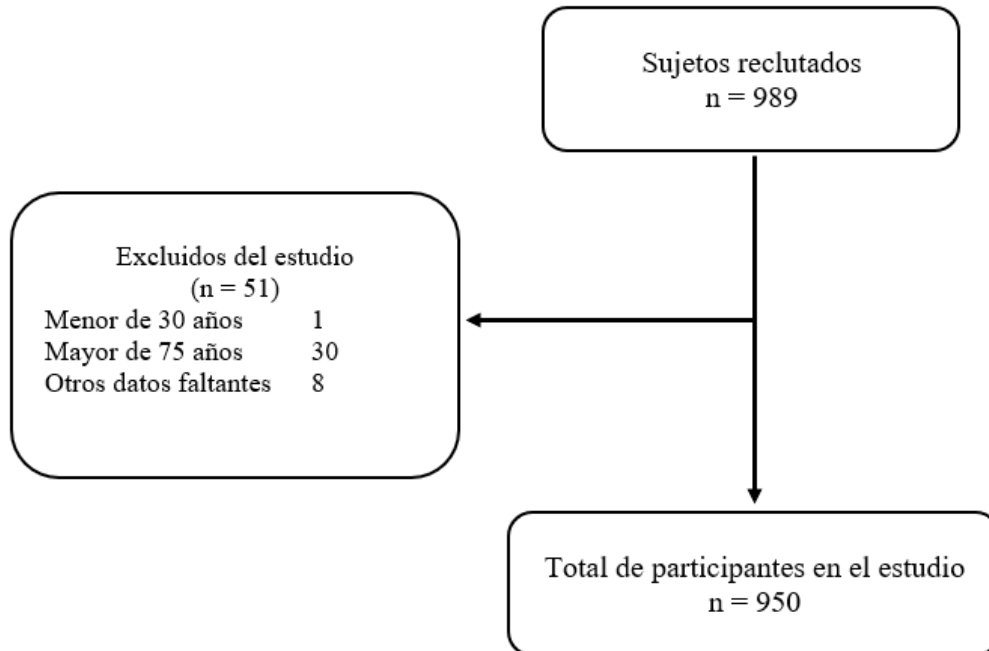 Sujetos reclutados
n = 989
Excluidos del estudio
(n = 51)
Menor de 30 años 1
Mayor de 75 años 30
Otros datos faltantes 8
Total de participantes en el estudio
n = 950